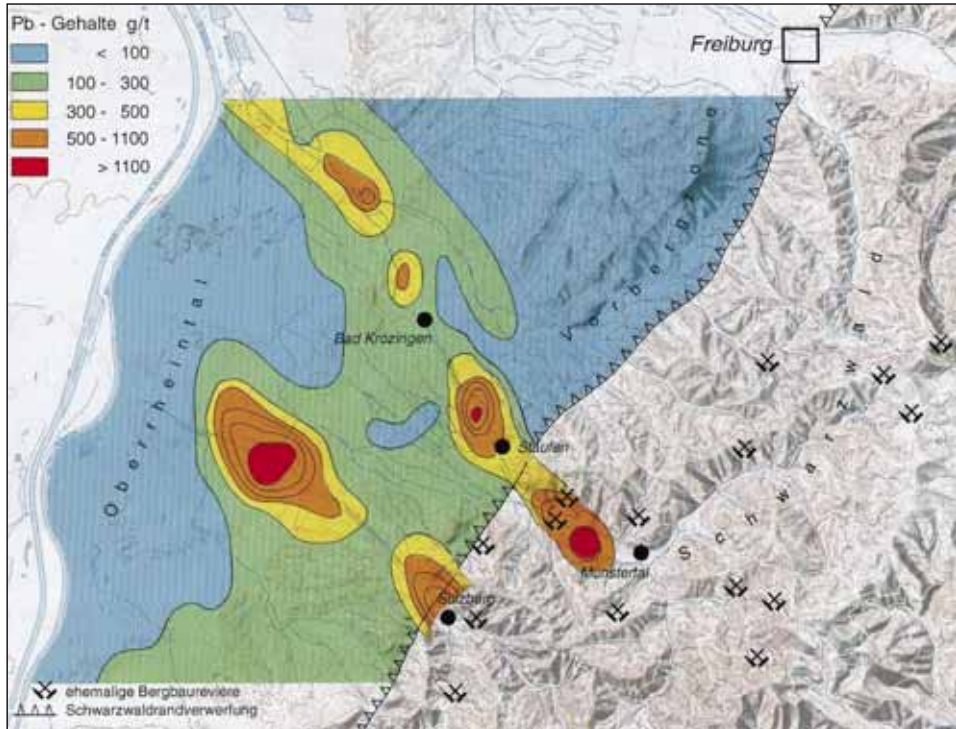 Pb - Gehalte g/t
< 100
100 - 300
300 - 500
500 - 1100
> 1100
Freiburg
Vorbergzone
Oberrheintal
Bad Krozingen
Staufen
Schwarzwald
Münstertal
Sulzburg
ehemalige Bergbaureviere
Schwarzwaldrandverwerfung